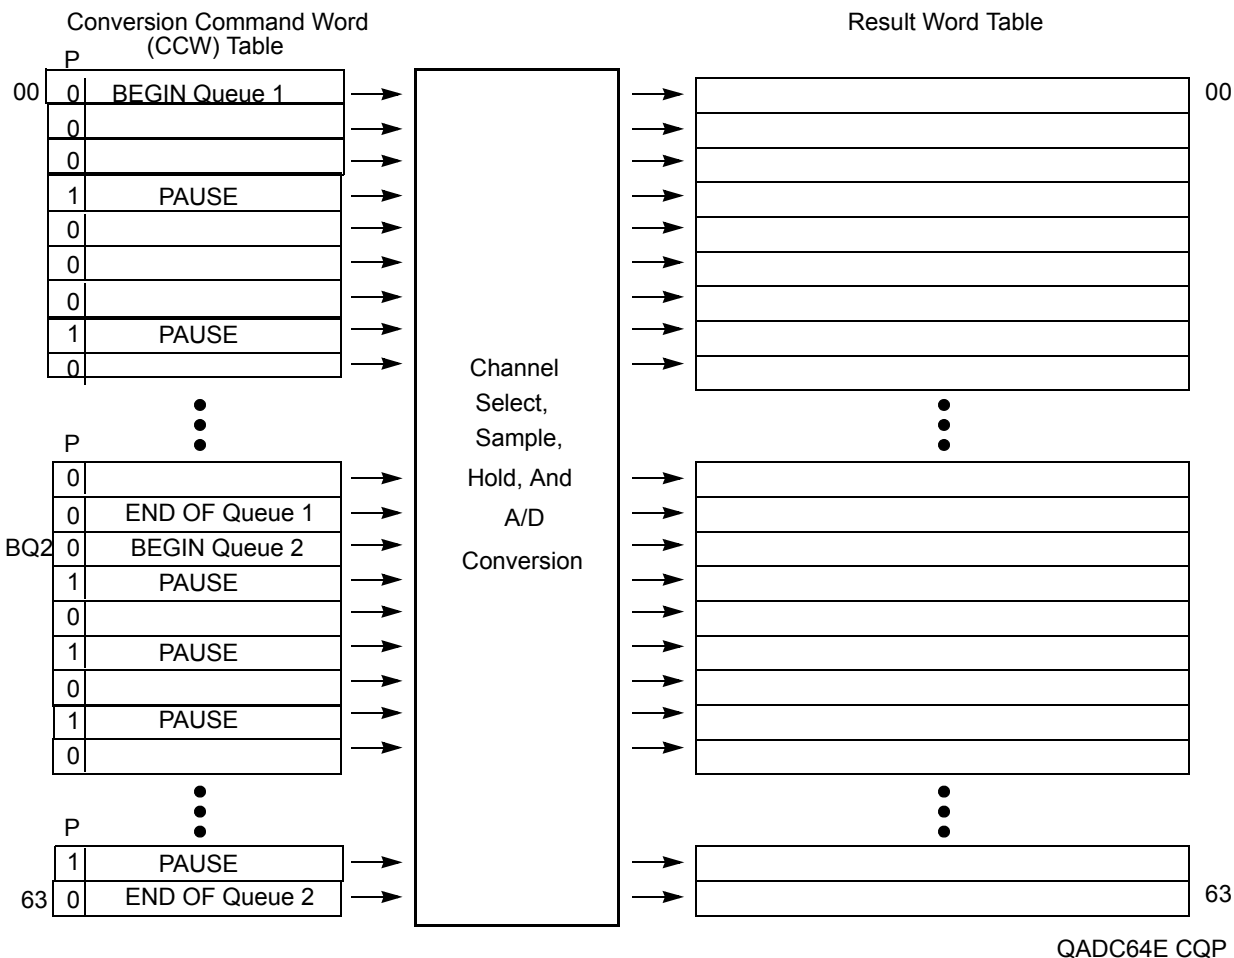 Conversion Command Word
(CCW) Table
Result Word Table
P
00 0 BEGIN Queue 1 00
0
0
1 PAUSE
0
0
0
1 PAUSE
0
Channel
Select,
Sample,
Hold, And
A/D
Conversion
P
0
0 END OF Queue 1
BQ2 0 BEGIN Queue 2
1 PAUSE
0
1 PAUSE
0
1 PAUSE
0
P
1 PAUSE
63 0 END OF Queue 2 63
QADC64E CQP